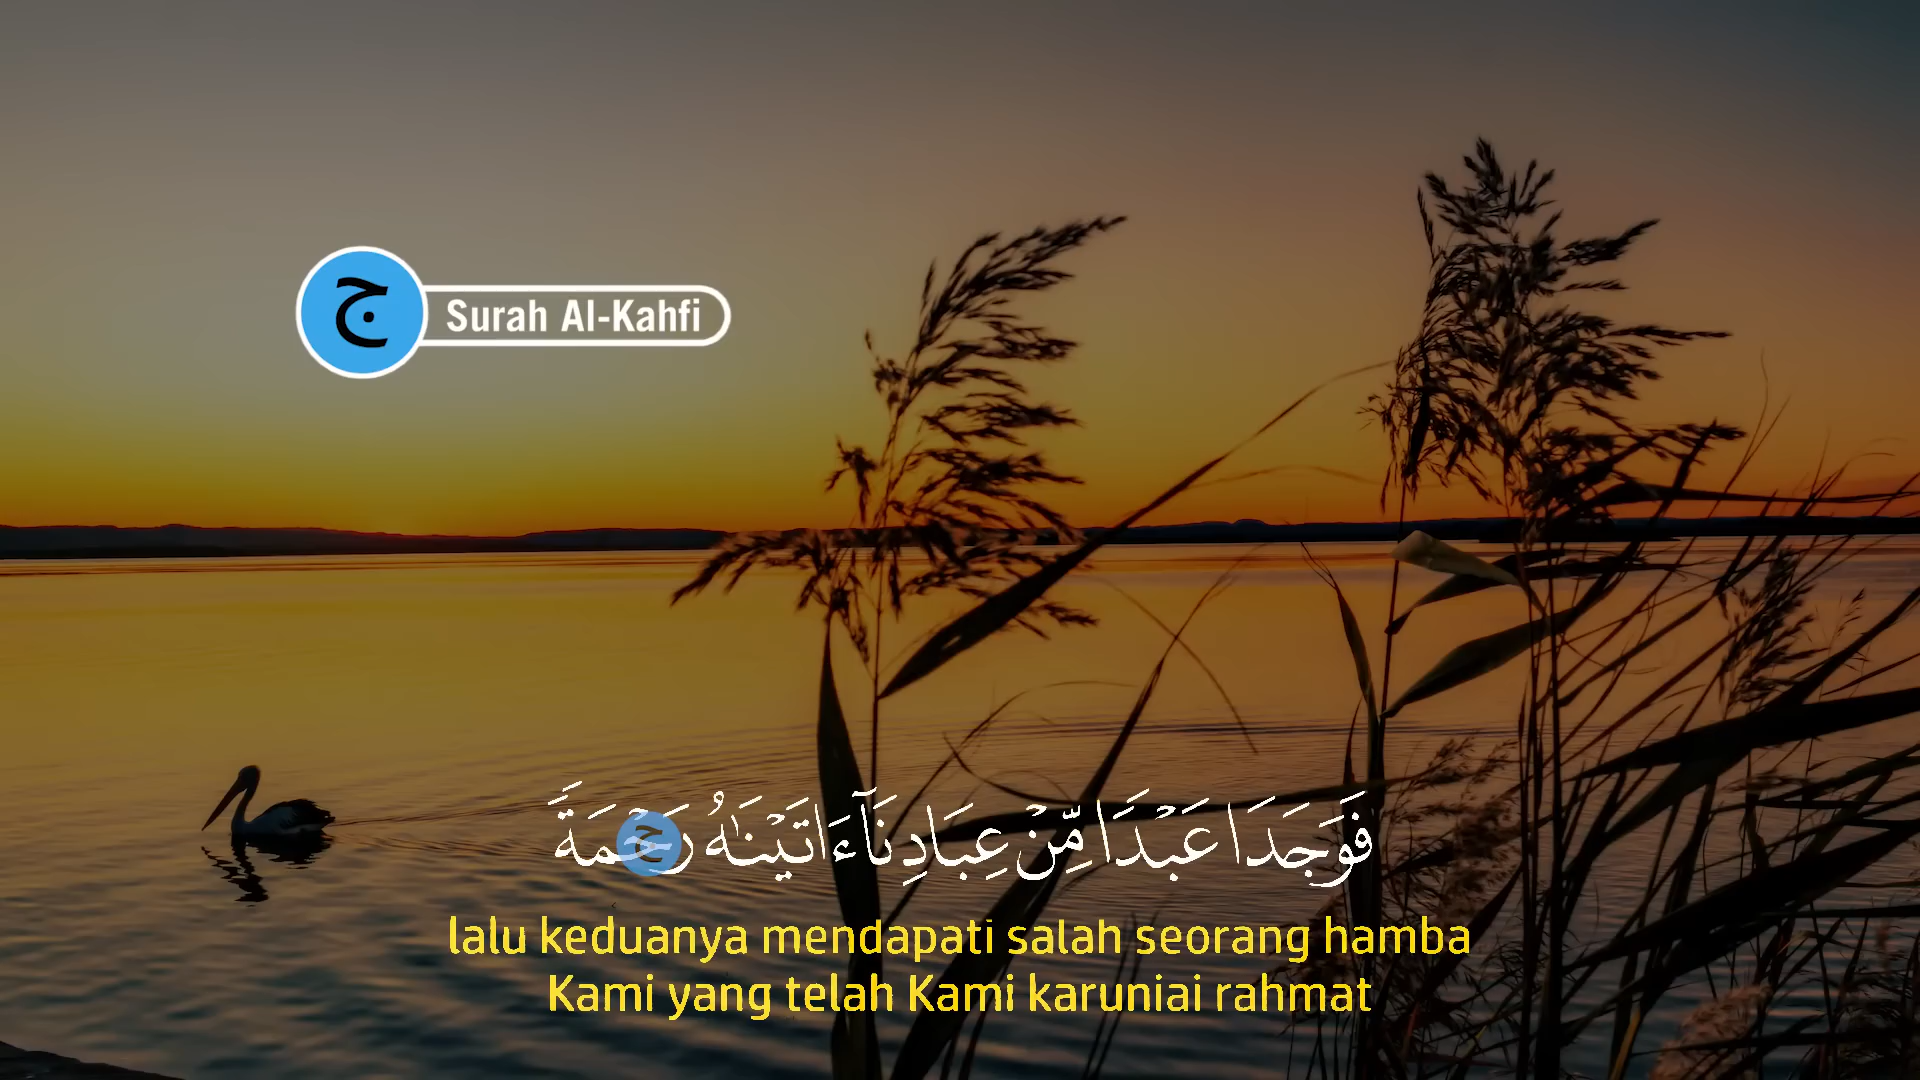 ج
Surah Al-Kahfi
فَوَجَدَا عَبْدًا مِّنْ عِبَادِنَآ ءَاتَيْنَـٰهُ رَحْمَةً
ج
lalu keduanya mendapati salah seorang hamba
Kami yang telah Kami karuniai rahmat